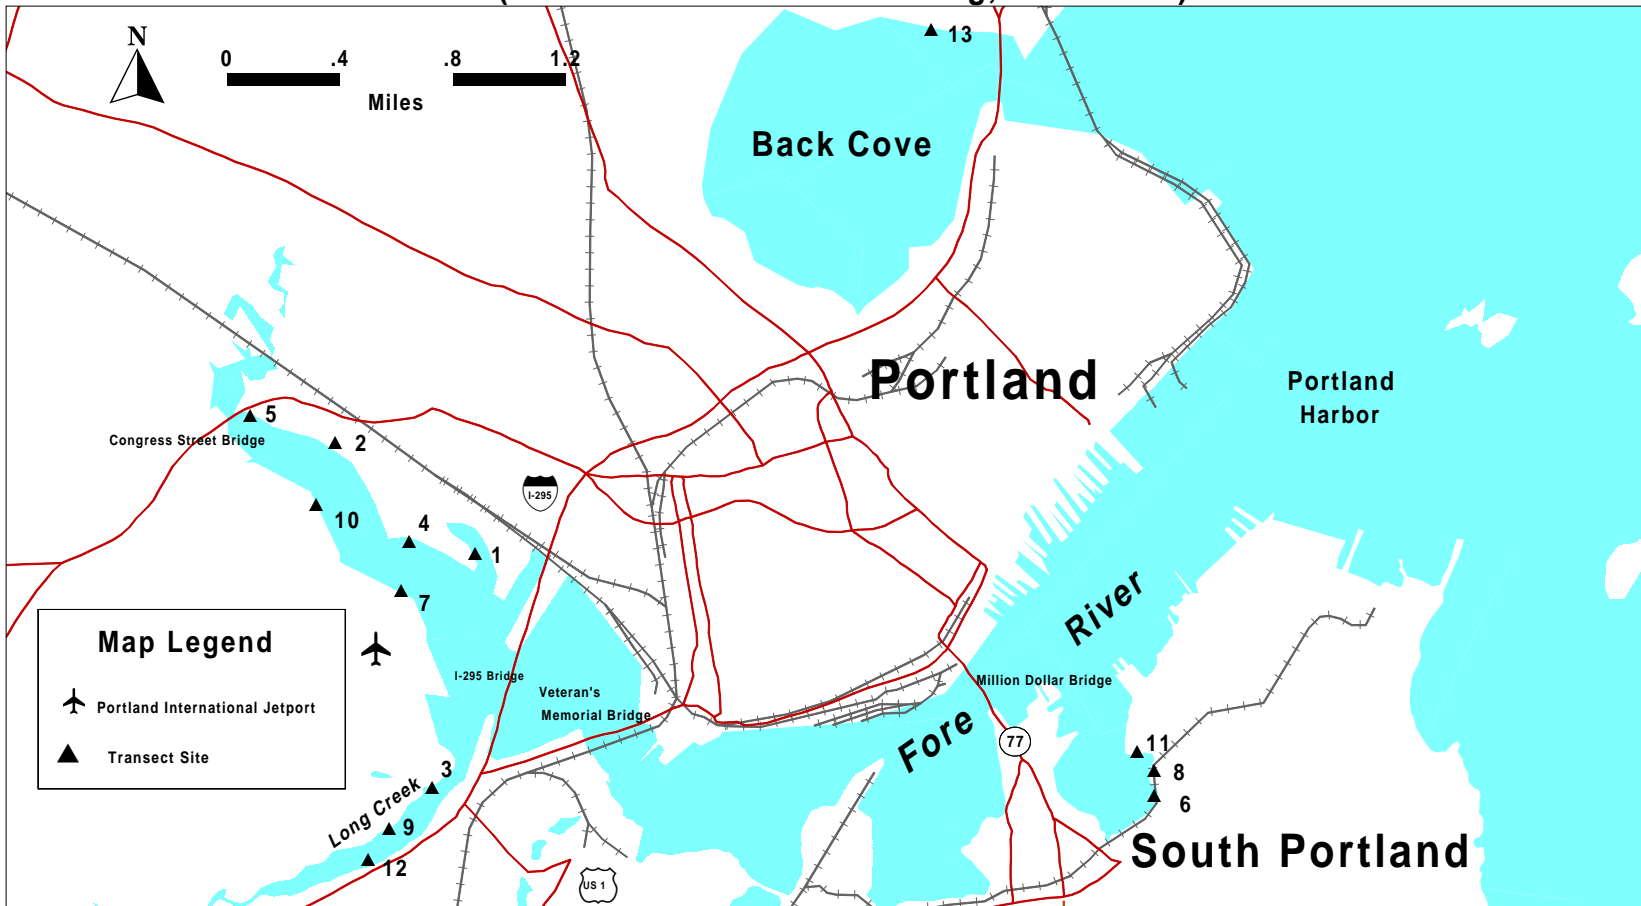 N
0 .4 .8 1.2
Miles
13
Back Cove
Portland
Portland
Harbor
5
Congress Street Bridge
2
I-295
10
4
1
7
River
Map Legend
Portland International Jetport
Transect Site
I-295 Bridge
Veteran's
Memorial Bridge
Million Dollar Bridge
Fore
77
11
8
6
3
Long Creek
9
12
South Portland
US 1